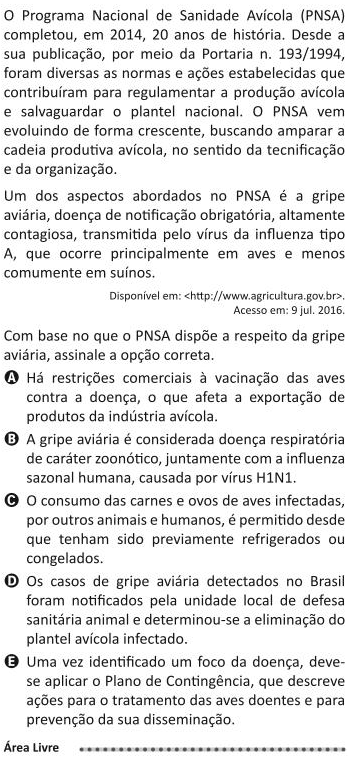 O Programa Nacional de Sanidade Avícola (PNSA)
completou, em 2014, 20 anos de história. Desde a
sua publicação, por meio da Portaria n. 193/1994,
foram diversas as normas e ações estabelecidas que
contribuíram para regulamentar a produção avícola
e salvaguardar o plantel nacional. O PNSA vem
evoluindo de forma crescente, buscando amparar a
cadeia produtiva avícola, no sentido da tecnificação
e da organização.
Um dos aspectos abordados no PNSA é a gripe
aviária, doença de notificação obrigatória, altamente
contagiosa, transmitida pelo vírus da influenza tipo
A, que ocorre principalmente em aves e menos
comumente em suínos.
Disponível em: <http://www.agricultura.gov.br>.
Acesso em: 9 jul. 2016.
Com base no que o PNSA dispõe a respeito da gripe
aviária, assinale a opção correta.
A Há restrições comerciais à vacinação das aves
contra a doença, o que afeta a exportação de
produtos da indústria avícola.
B A gripe aviária é considerada doença respiratória
de caráter zoonótico, juntamente com a influenza
sazonal humana, causada por vírus H1N1.
C O consumo das carnes e ovos de aves infectadas,
por outros animais e humanos, é permitido desde
que tenham sido previamente refrigerados ou
congelados.
D Os casos de gripe aviária detectados no Brasil
foram notificados pela unidade local de defesa
sanitária animal e determinou-se a eliminação do
plantel avícola infectado.
E Uma vez identificado um foco da doença, deve-
se aplicar o Plano de Contingência, que descreve
ações para o tratamento das aves doentes e para
prevenção da sua disseminação.
Área Livre